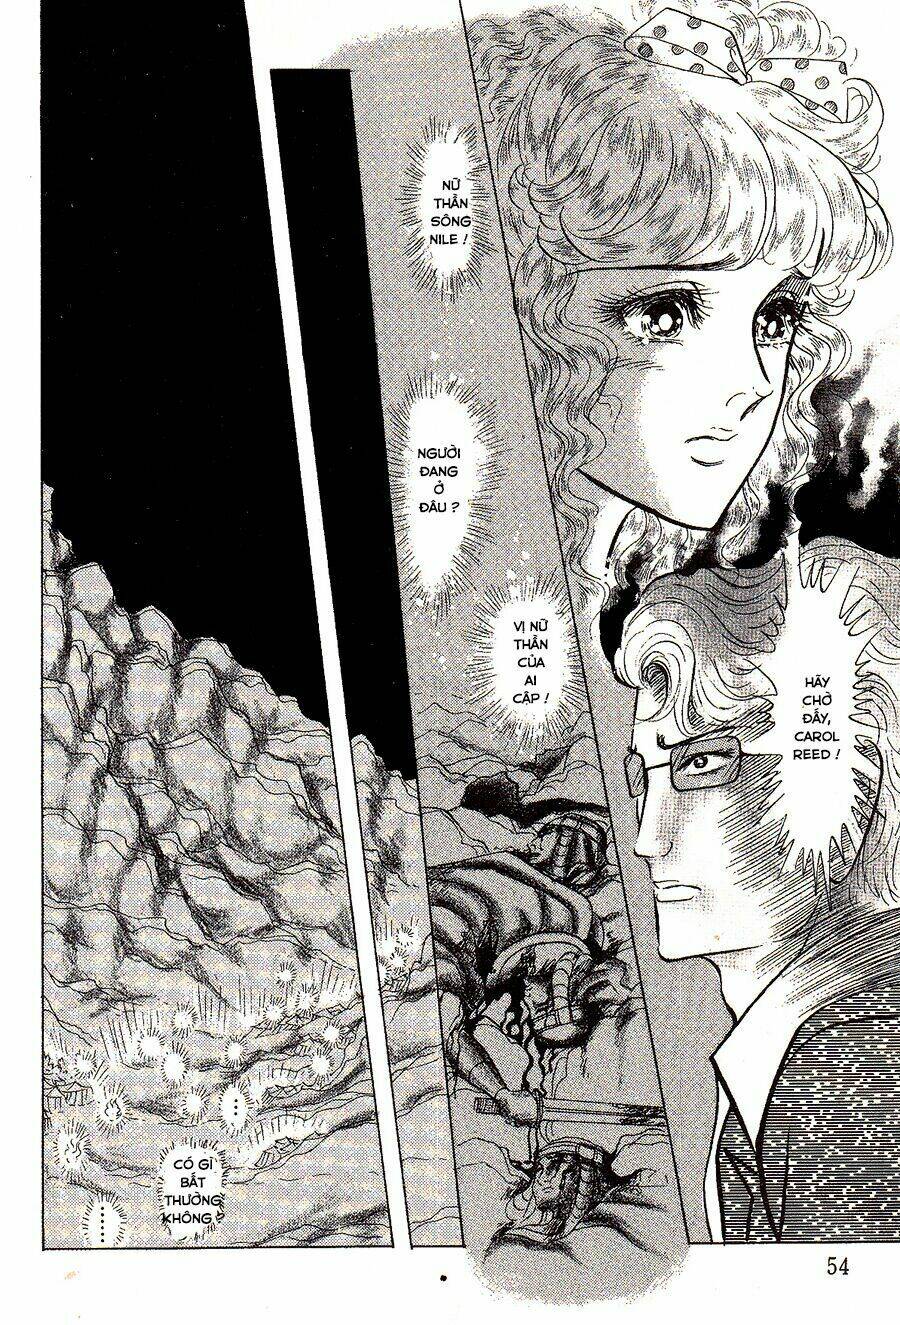 HÃY
CHỜ
ĐẤY,
CAROL
REED !
NỮ
THẦN
SÔNG
NILE !
NGƯỜI
ĐANG
Ở
ĐÂU ?
VỊ NỮ
THẦN
CỦA
AI
CẬP !
...
CÓ GÌ
BẤT
THƯỜNG
KHÔNG ?
...
54